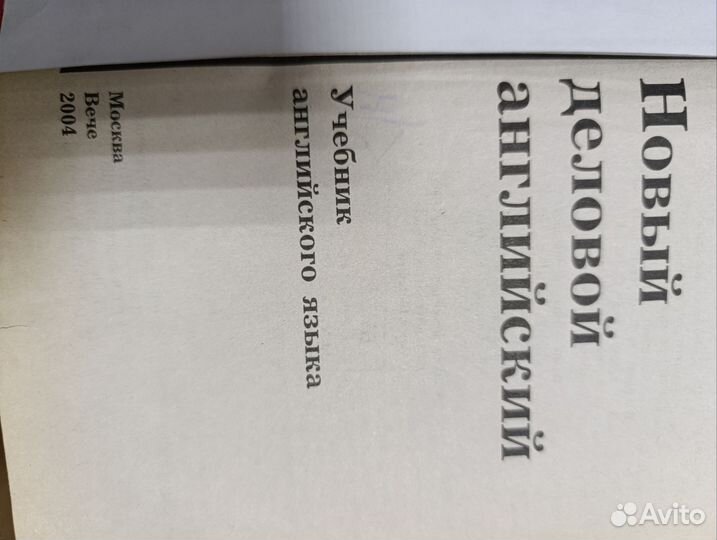 Новый
деловой
английский
Учебник
английского языка
Москва
Вече
2004
Avito